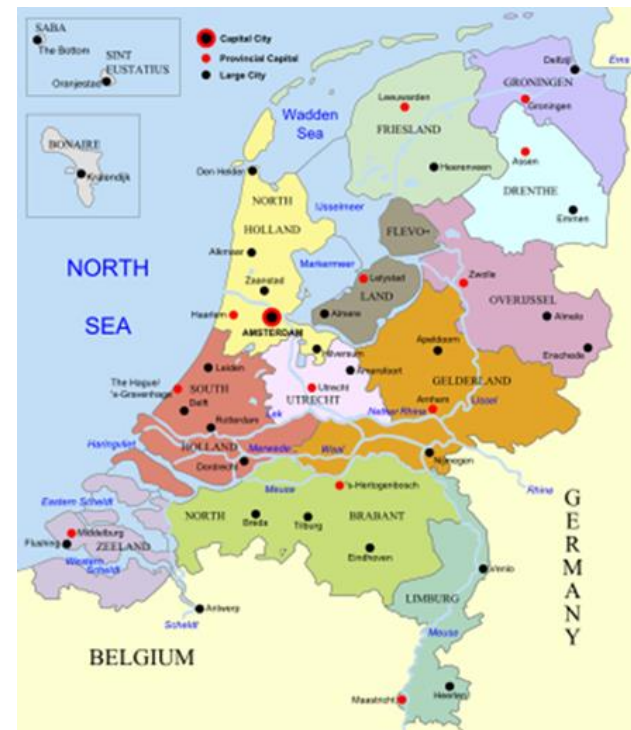 SABA
The Bottom
SINT
EUSTATIUS
Oranjestad
BONAIRE
Kralendijk
Capital City
Provincial Capital
Large City
Wadden
Sea
Delfzijl
Ems
GRONINGEN
Groningen
Leeuwarden
FRIESLAND
Heerenveen
Assen
DRENTHE
Emmen
Den Helder
NORTH
HOLLAND
IJsselmeer
FLEVO-
LAND
Markermeer
Lelystad
Alkmaar
Zaanstad
Haarlem
AMSTERDAM
Almere
Hilversum
NORTH
SEA
Zwolle
OVERIJSSEL
Almelo
Enschede
Apeldoorn
GELDERLAND
Arnhem
IJssel
Amersfoort
Utrecht
UTRECHT
Leiden
The Hague/
's-Gravenhage
SOUTH
Delft
Rotterdam
HOLLAND
Lek
Nether Rhine
Haringvliet
Merwede
Waal
Dordrecht
Nijmegen
Rhine
Meuse
's-Hertogenbosch
Eastern Scheldt
NORTH
BRABANT
Breda
Tilburg
Eindhoven
Middelburg
Flushing
ZEELAND
Western
Scheldt
Antwerp
Scheldt
Venlo
LIMBURG
Meuse
Maastricht
Heerlen
BELGIUM
GERMANY